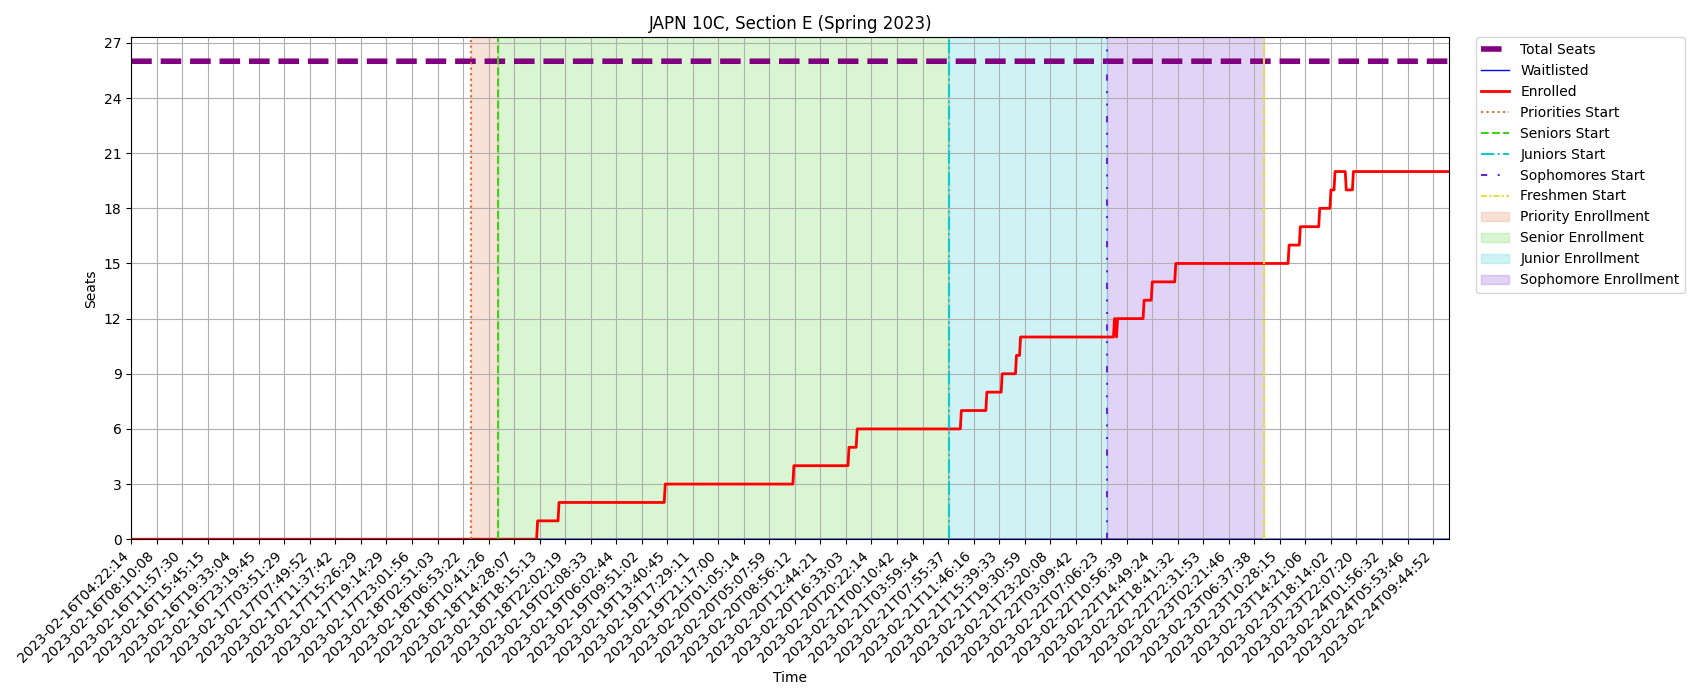 JAPN 10C, Section E (Spring 2023)
27
24
21
18
15
12
9
6
3
0
Seats
2023-02-16T04:22:14
2023-02-16T08:10:08
2023-02-16T11:57:30
2023-02-16T15:45:15
2023-02-16T19:33:04
2023-02-16T23:19:45
2023-02-17T03:51:29
2023-02-17T07:49:52
2023-02-17T11:37:42
2023-02-17T15:26:29
2023-02-17T19:14:29
2023-02-17T23:01:56
2023-02-18T02:51:03
2023-02-18T06:53:22
2023-02-18T10:41:26
2023-02-18T14:28:07
2023-02-18T18:15:13
2023-02-18T22:02:19
2023-02-19T02:08:33
2023-02-19T06:02:44
2023-02-19T09:51:02
2023-02-19T13:40:45
2023-02-19T17:29:11
2023-02-19T21:17:00
2023-02-20T01:05:14
2023-02-20T05:07:59
2023-02-20T08:56:12
2023-02-20T12:44:21
2023-02-20T16:33:03
2023-02-20T20:22:14
2023-02-21T00:10:42
2023-02-21T03:59:54
2023-02-21T07:55:37
2023-02-21T11:46:16
2023-02-21T15:39:33
2023-02-21T19:30:59
2023-02-21T23:20:08
2023-02-22T03:09:42
2023-02-22T07:06:23
2023-02-22T10:56:39
2023-02-22T14:49:24
2023-02-22T18:41:32
2023-02-22T22:31:53
2023-02-23T02:21:46
2023-02-23T06:37:38
2023-02-23T10:28:15
2023-02-23T14:21:06
2023-02-23T18:14:02
2023-02-23T22:07:20
2023-02-24T01:56:32
2023-02-24T05:53:46
2023-02-24T09:44:52
Time
Total Seats
Waitlisted
Enrolled
Priorities Start
Seniors Start
Juniors Start
Sophomores Start
Freshmen Start
Priority Enrollment
Senior Enrollment
Junior Enrollment
Sophomore Enrollment